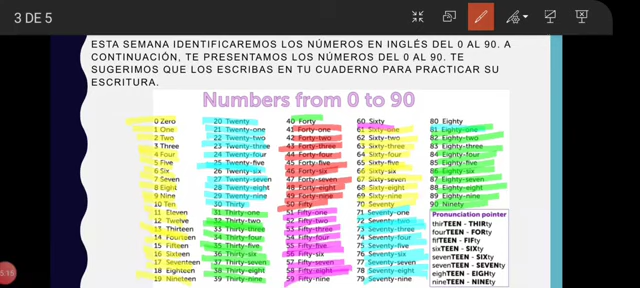 3 DE 5
ESTA SEMANA IDENTIFICAREMOS LOS NÚMEROS EN INGLÉS DEL 0 AL 90. A
CONTINUACIÓN, TE PRESENTAMOS LOS NÚMEROS DEL 0 AL 90. TE
SUGERIMOS QUE LOS ESCRIBAS EN TU CUADERNO PARA PRACTICAR SU
ESCRITURA.
Numbers from 0 to 90
0 Zero
1 One
2 Two
3 Three
4 Four
5 Five
6 Six
7 Seven
8 Eight
9 Nine
10 Ten
11 Eleven
12 Twelve
13 Thirteen
14 Fourteen
15 Fifteen
16 Sixteen
17 Seventeen
18 Eighteen
19 Nineteen
20 Twenty
21 Twenty-one
22 Twenty-two
23 Twenty-three
24 Twenty-four
25 Twenty-five
26 Twenty-six
27 Twenty-seven
28 Twenty-eight
29 Twenty-nine
30 Thirty
31 Thirty-one
32 Thirty-two
33 Thirty-three
34 Thirty-four
35 Thirty-five
36 Thirty-six
37 Thirty-seven
38 Thirty-eight
39 Thirty-nine
40 Forty
41 Forty-one
42 Forty-two
43 Forty-three
44 Forty-four
45 Forty-five
46 Forty-six
47 Forty-seven
48 Forty-eight
49 Forty-nine
50 Fifty
51 Fifty-one
52 Fifty-two
53 Fifty-three
54 Fifty-four
55 Fifty-five
56 Fifty-six
57 Fifty-seven
58 Fifty-eight
59 Fifty-nine
60 Sixty
61 Sixty-one
62 Sixty-two
63 Sixty-three
64 Sixty-four
65 Sixty-five
66 Sixty-six
67 Sixty-seven
68 Sixty-eight
69 Sixty-nine
70 Seventy
71 Seventy-one
72 Seventy-two
73 Seventy-three
74 Seventy-four
75 Seventy-five
76 Seventy-six
77 Seventy-seven
78 Seventy-eight
79 Seventy-nine
80 Eighty
81 Eighty-one
82 Eighty-two
83 Eighty-three
84 Eighty-four
85 Eighty-five
86 Eighty-six
87 Eighty-seven
88 Eighty-eight
89 Eighty-nine
90 Ninety
Pronunciation pointer
thirTEEN - THIRty
fourTEEN - FORty
fifTEEN - FIFty
sixTEEN - SIXty
sevenTEEN - SEVENty
eighTEEN - EIGHty
nineTEEN - NINEty